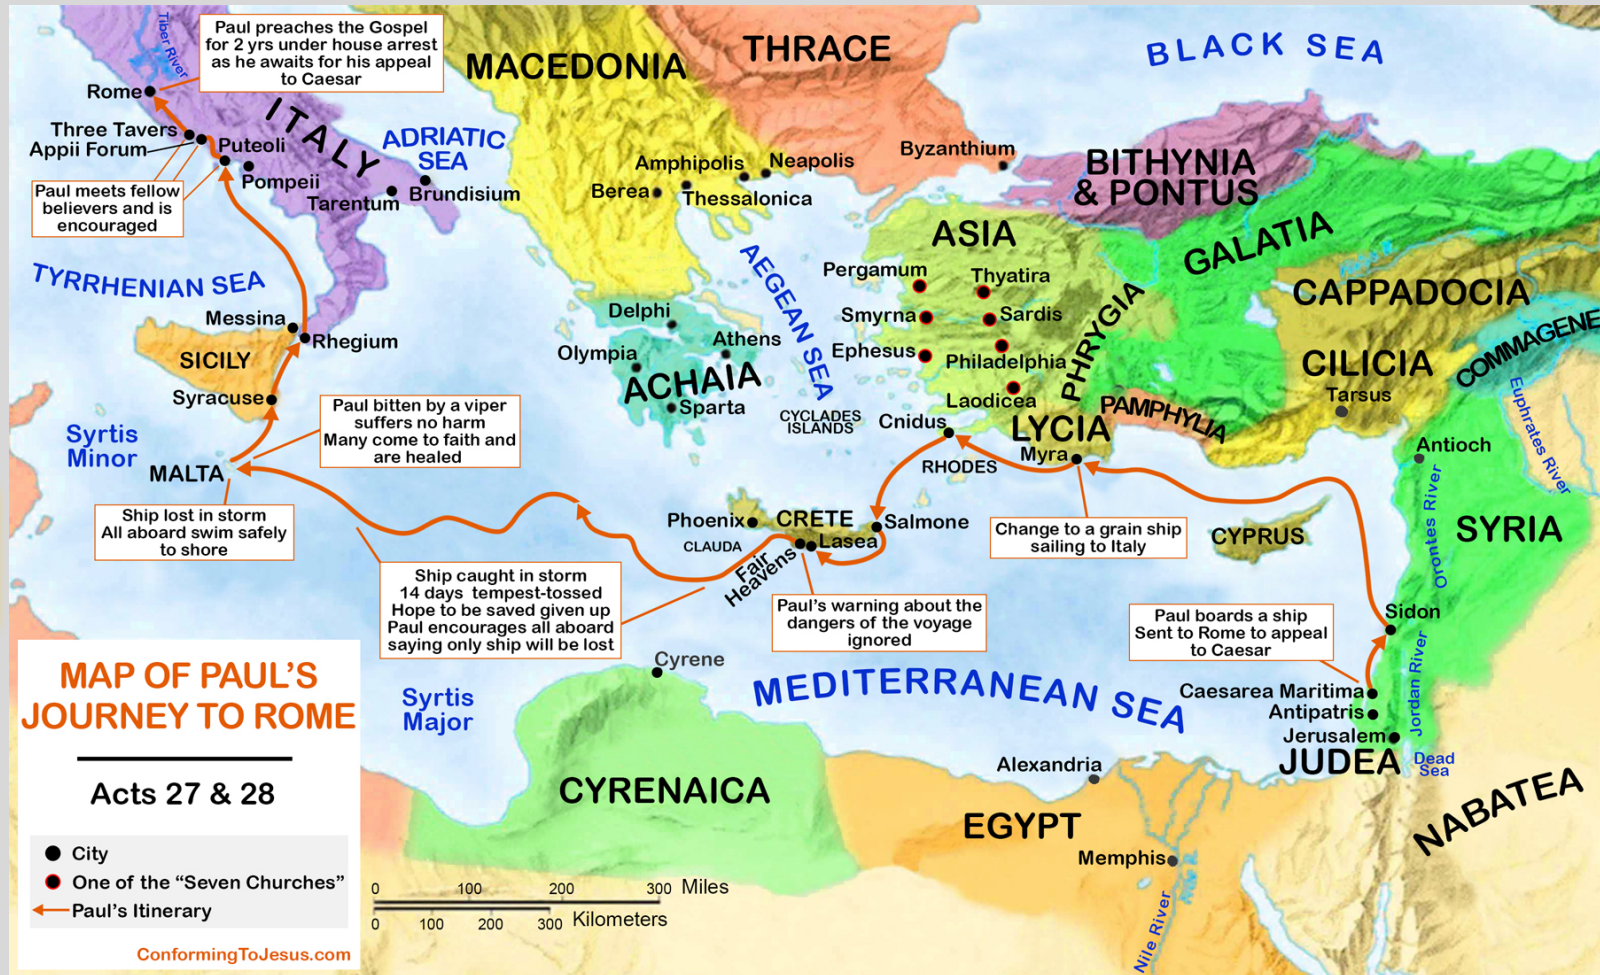 Tiber River
Paul preaches the Gospel
for 2 yrs under house arrest
as he awaits for his appeal
to Caesar
Rome
Three Tavers
Appii Forum
Puteoli
Pompeii
Paul meets fellow
believers and is
encouraged
ITALY
ADRIATIC
SEA
Tarentum
Brundisium
MACEDONIA
THRACE
BLACK SEA
Amphipolis
Neapolis
Berea
Thessalonica
Byzanthium
BITHYNIA
& PONTUS
GALATIA
ASIA
Pergamum
Thyatira
Smyrna
Sardis
Ephesus
Philadelphia
Laodicea
PHRYGIA
CAPPADOCIA
COMMAGENE
CILICIA
Tarsus
PAMPHYLIA
LYCIA
Myra
AEGEAN SEA
TYRRHENIAN SEA
Messina
Rhegium
SICILY
Syracuse
Delphi
Athens
Olympia
ACHAIA
Sparta
CYCLADES
ISLANDS
Cnidus
RHODES
Syrtis
Minor
MALTA
Paul bitten by a viper
suffers no harm
Many come to faith and
are healed
Ship lost in storm
All aboard swim safely
to shore
Phoenix
CRETE
Salmone
CLAUDA
Lasea
Fair
Heavens
Change to a grain ship
sailing to Italy
CYPRUS
Antioch
Orontes River
Euphrates River
SYRIA
Ship caught in storm
14 days tempest-tossed
Hope to be saved given up
Paul encourages all aboard
saying only ship will be lost
Paul's warning about the
dangers of the voyage
ignored
Paul boards a ship
Sent to Rome to appeal
to Caesar
Sidon
Jordan River
Caesarea Maritima
Antipatris
Jerusalem
JUDEA
Dead
Sea
NABATEA
Cyrene
Syrtis
Major
MEDITERRANEAN SEA
CYRENAICA
Alexandria
EGYPT
Memphis
Nile River
MAP OF PAUL'S
JOURNEY TO ROME
Acts 27 & 28
City
One of the “Seven Churches”
Paul's Itinerary
ConformingToJesus.com
0 100 200 300 Miles
0 100 200 300 Kilometers